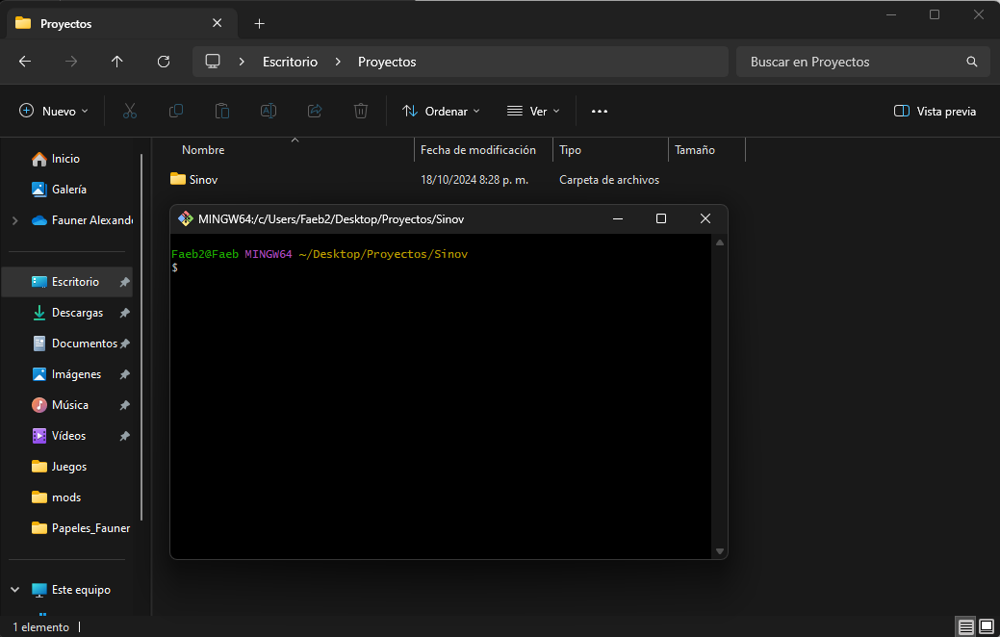 Proyectos
Escritorio
Proyectos
Buscar en Proyectos
Nuevo
Ordenar
Ver
Vista previa
Nombre
Fecha de modificación
Tipo
Tamaño
Sinov
18/10/2024 8:28 p. m.
Carpeta de archivos
Inicio
Galería
Fauner Alexand
Escritorio
Descargas
Documentos
Imágenes
Música
Vídeos
Juegos
mods
Papeles_Fauner
Este equipo
MINGW64:/c/Users/Faeb2/Desktop/Proyectos/Sinov
Faeb2@Faeb MINGW64 ~/Desktop/Proyectos/Sinov
$
1 elemento